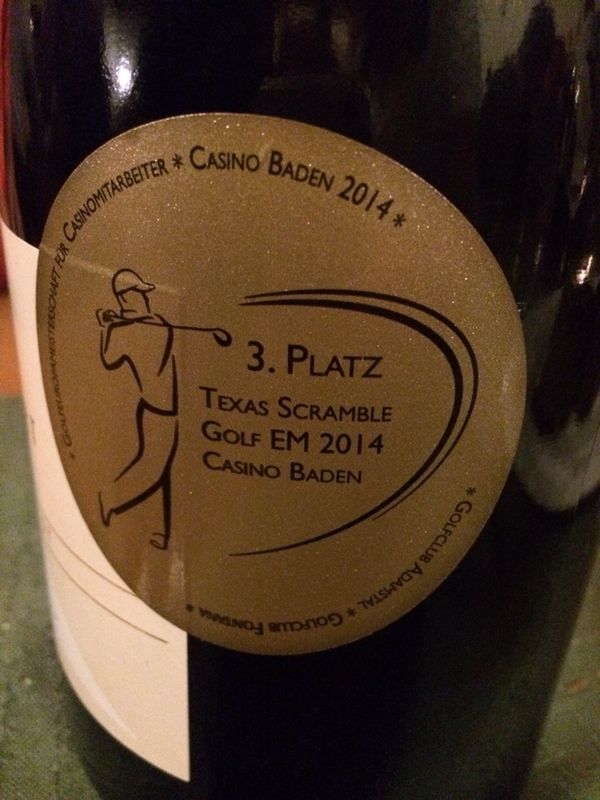 * GOLFEUROPAMEISTERSCHAFT FÜR CASINOMITARBEITER * CASINO BADEN 2014 *
3. PLATZ
TEXAS SCRAMBLE
GOLF EM 2014
CASINO BADEN
* GOLFCLUB ADAMSTAL * GOLFCLUB FONTANA *